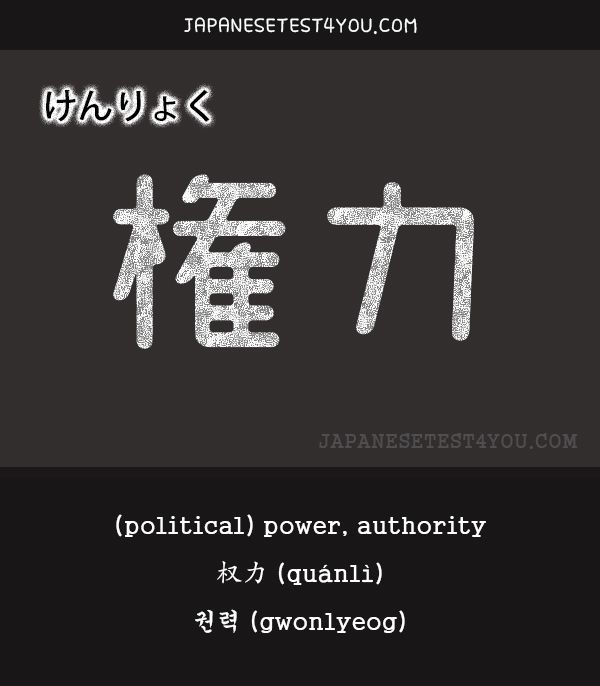 JAPANESETEST4YOU.COM
けんりょく
権力
JAPANESETEST4YOU.COM
(political) power, authority
权力 (quánlì)
권력 (gwonlyeog)